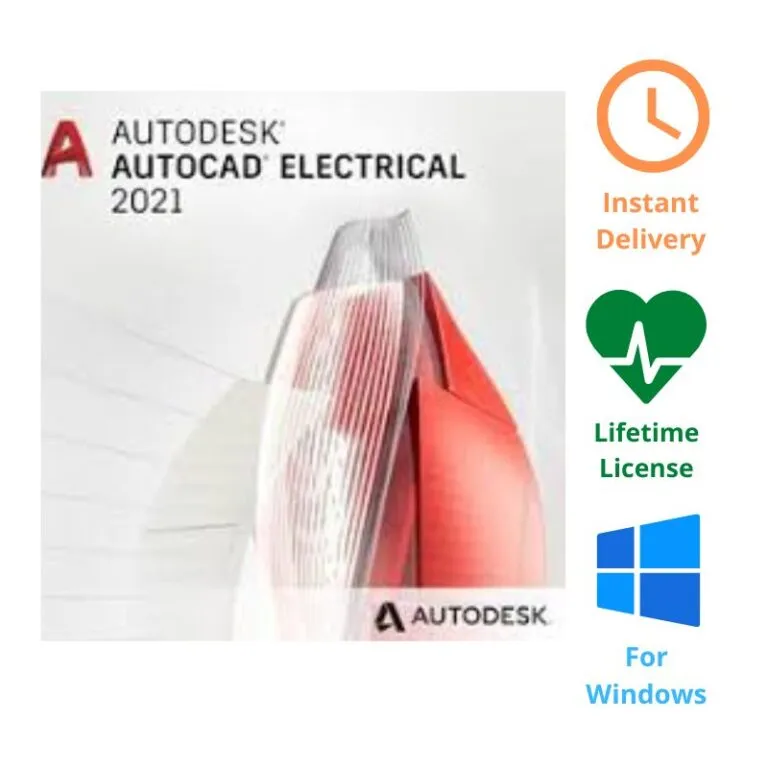 AUTODESK®
AUTOCAD® ELECTRICAL
2021
AUTODESK.
Instant
Delivery
Lifetime
License
For
Windows